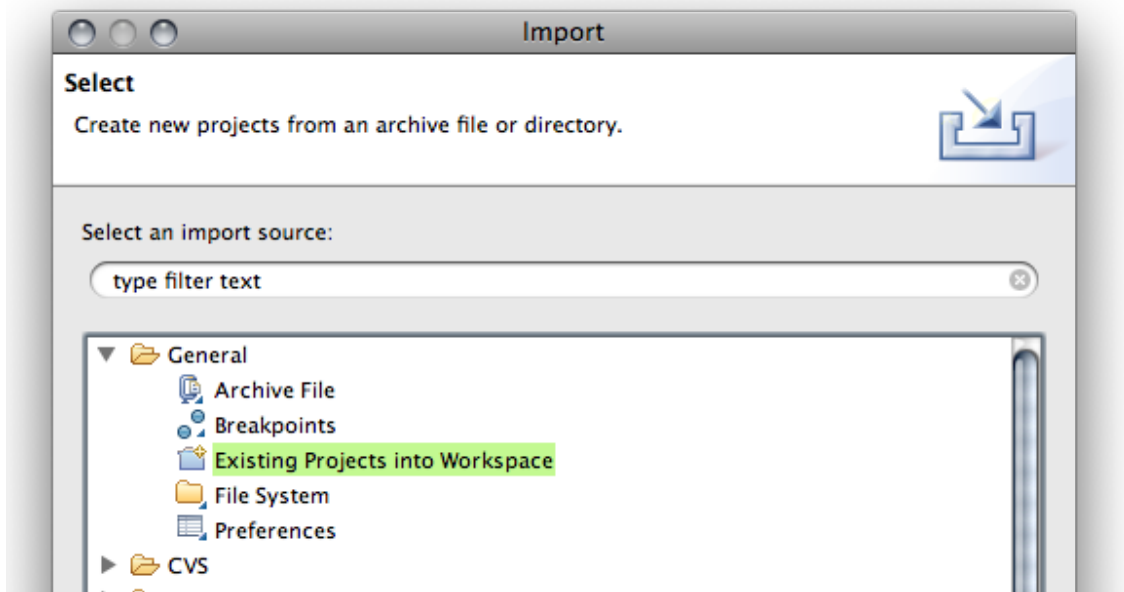 Import
Select
Create new projects from an archive file or directory.
Select an import source:
type filter text
General
Archive File
Breakpoints
Existing Projects into Workspace
File System
Preferences
CVS